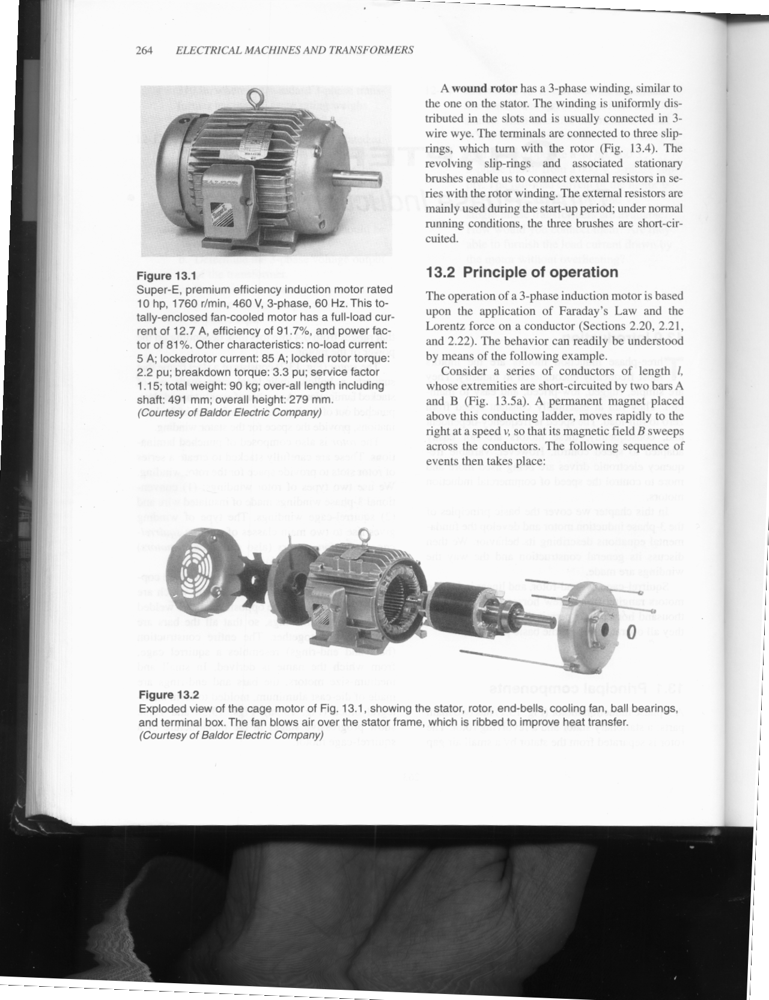 264 ELECTRICAL MACHINES AND TRANSFORMERS
BALDOR
Super-E
Figure 13.1
Super-E, premium efficiency induction motor rated
10 hp, 1760 r/min, 460 V, 3-phase, 60 Hz. This to-
tally-enclosed fan-cooled motor has a full-load cur-
rent of 12.7 A, efficiency of 91.7%, and power fac-
tor of 81%. Other characteristics: no-load current:
5 A; lockedrotor current: 85 A; locked rotor torque:
2.2 pu; breakdown torque: 3.3 pu; service factor
1.15; total weight: 90 kg; over-all length including
shaft: 491 mm; overall height: 279 mm.
(Courtesy of Baldor Electric Company)
A wound rotor has a 3-phase winding, similar to
the one on the stator. The winding is uniformly dis-
tributed in the slots and is usually connected in 3-
wire wye. The terminals are connected to three slip-
rings, which turn with the rotor (Fig. 13.4). The
revolving slip-rings and associated stationary
brushes enable us to connect external resistors in se-
ries with the rotor winding. The external resistors are
mainly used during the start-up period; under normal
running conditions, the three brushes are short-cir-
cuited.
13.2 Principle of operation
The operation of a 3-phase induction motor is based
upon the application of Faraday's Law and the
Lorentz force on a conductor (Sections 2.20, 2.21,
and 2.22). The behavior can readily be understood
by means of the following example.
Consider a series of conductors of length l,
whose extremities are short-circuited by two bars A
and B (Fig. 13.5a). A permanent magnet placed
above this conducting ladder, moves rapidly to the
right at a speed v, so that its magnetic field B sweeps
across the conductors. The following sequence of
events then takes place:
Figure 13.2
Exploded view of the cage motor of Fig. 13.1, showing the stator, rotor, end-bells, cooling fan, ball bearings,
and terminal box. The fan blows air over the stator frame, which is ribbed to improve heat transfer.
(Courtesy of Baldor Electric Company)